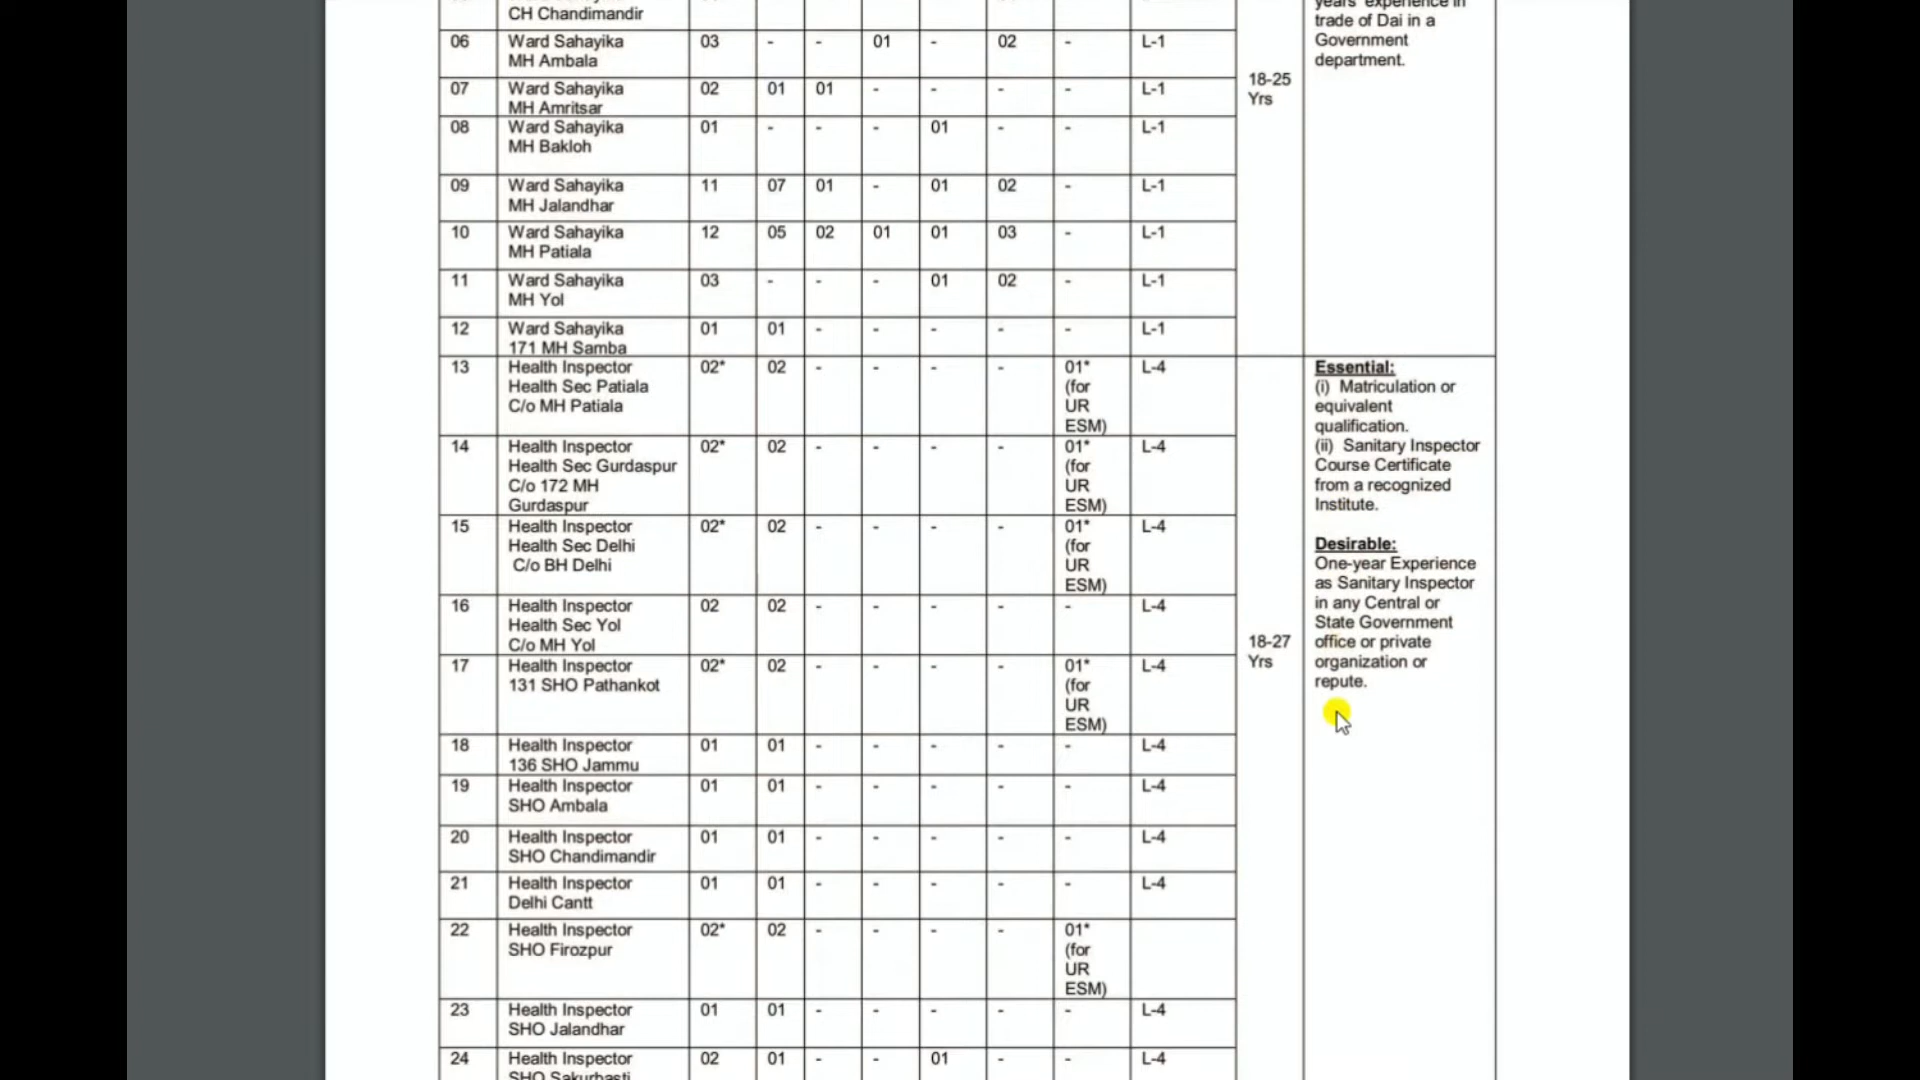 CH Chandimandir
years' experience in
trade of Dai in a
Government
department.
06 Ward Sahayika 03 - - 01 - 02 - L-1
MH Ambala
18-25
Yrs
07 Ward Sahayika 02 01 01 - - - - L-1
MH Amritsar
08 Ward Sahayika 01 - - - 01 - - L-1
MH Bakloh
09 Ward Sahayika 11 07 01 - 01 02 - L-1
MH Jalandhar
10 Ward Sahayika 12 05 02 01 01 03 - L-1
MH Patiala
11 Ward Sahayika 03 - - - 01 02 - L-1
MH Yol
12 Ward Sahayika 01 01 - - - - - L-1
171 MH Samba
13 Health Inspector 02* 02 - - - - 01* L-4
Health Sec Patiala (for
C/o MH Patiala UR
ESM)
14 Health Inspector 02* 02 - - - - 01* L-4
Health Sec Gurdaspur (for
C/o 172 MH UR
Gurdaspur ESM)
15 Health Inspector 02* 02 - - - - 01* L-4
Health Sec Delhi (for
C/o BH Delhi UR
ESM)
16 Health Inspector 02 02 - - - - - L-4
Health Sec Yol
C/o MH Yol
17 Health Inspector 02* 02 - - - - 01* L-4
131 SHO Pathankot (for
UR
ESM)
18 Health Inspector 01 01 - - - - - L-4
136 SHO Jammu
19 Health Inspector 01 01 - - - - - L-4
SHO Ambala
20 Health Inspector 01 01 - - - - - L-4
SHO Chandimandir
21 Health Inspector 01 01 - - - - - L-4
Delhi Cantt
22 Health Inspector 02* 02 - - - - 01*
SHO Firozpur (for
UR
ESM)
23 Health Inspector 01 01 - - - - - L-4
SHO Jalandhar
24 Health Inspector 02 01 - - 01 - - L-4
SHO Sakurbasti
18-27
Yrs
Essential:
(i) Matriculation or
equivalent
qualification.
(ii) Sanitary Inspector
Course Certificate
from a recognized
Institute.
Desirable:
One-year Experience
as Sanitary Inspector
in any Central or
State Government
office or private
organization or
repute.